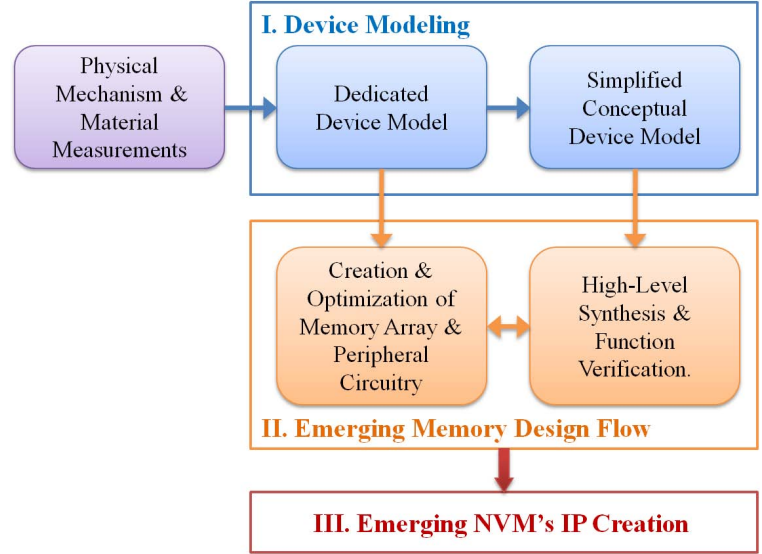 I. Device Modeling
Physical
Mechanism &
Material
Measurements
Dedicated
Device Model
Simplified
Conceptual
Device Model
Creation &
Optimization of
Memory Array &
Peripheral
Circuitry
High-Level
Synthesis &
Function
Verification.
II. Emerging Memory Design Flow
III. Emerging NVM's IP Creation